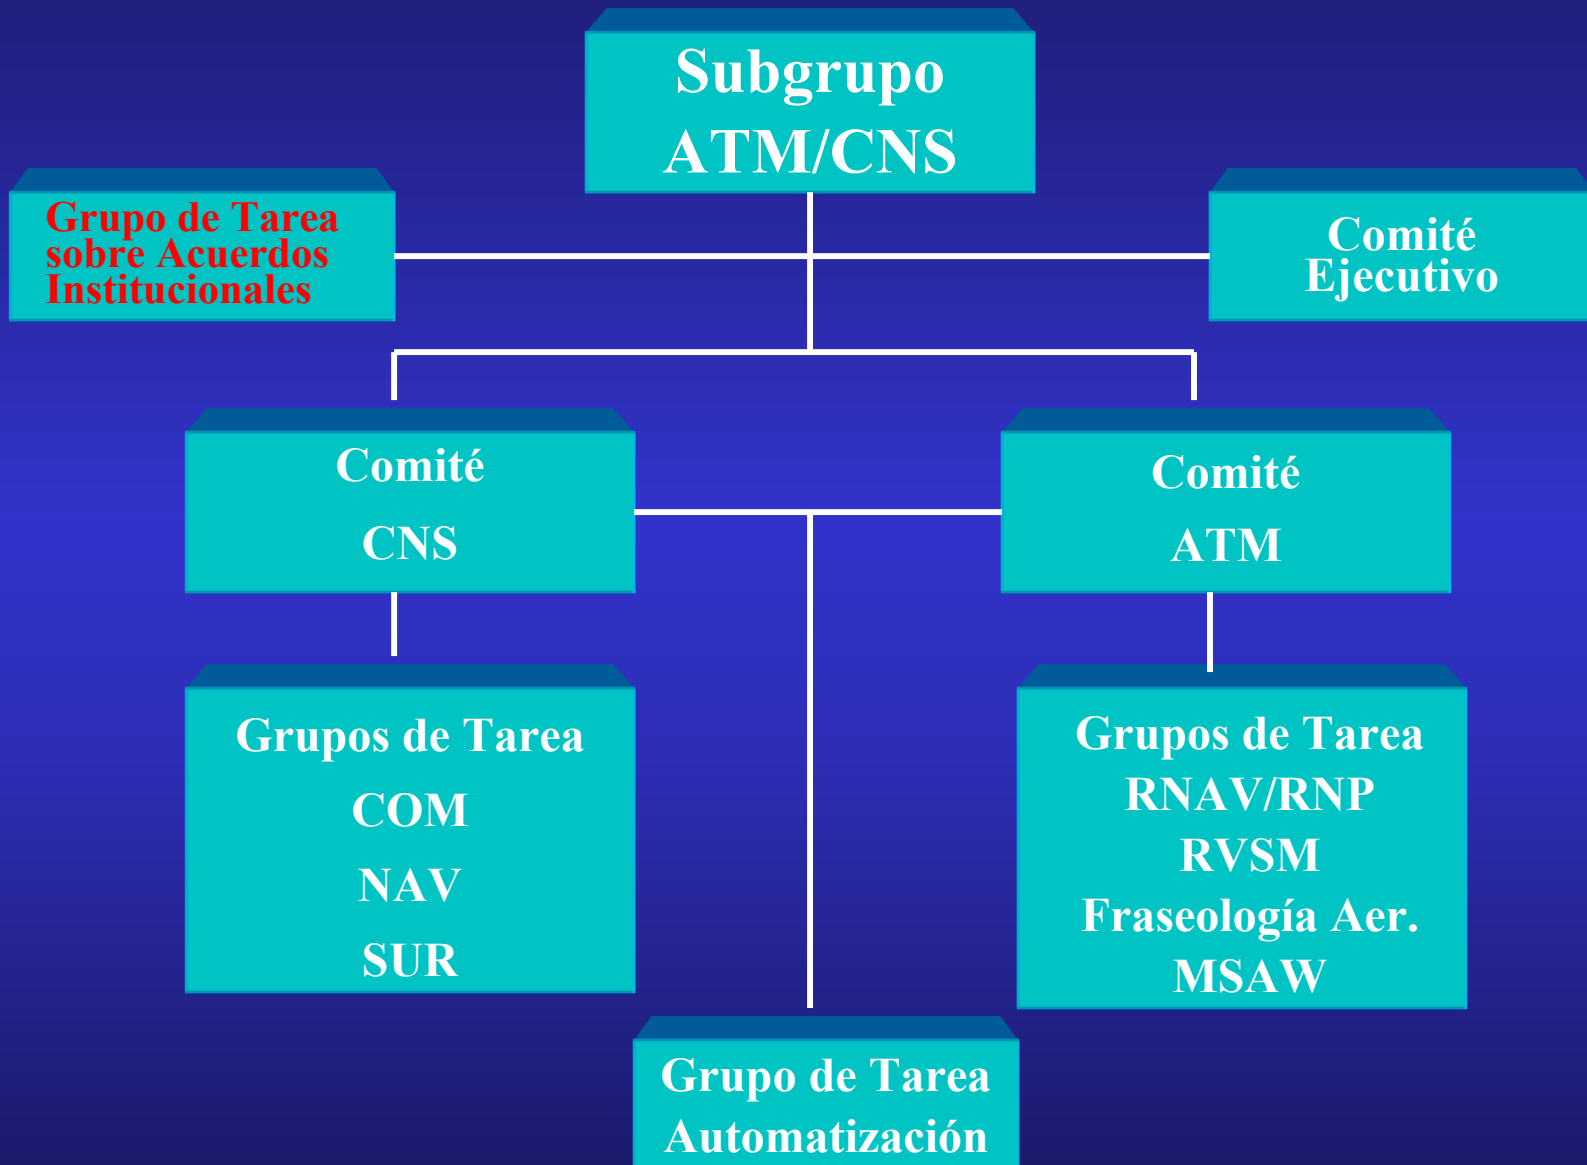 Subgrupo
ATM/CNS
Grupo de Tarea
sobre Acuerdos
Institucionales
Comité
Ejecutivo
Comité
CNS
Comité
ATM
Grupos de Tarea
COM
NAV
SUR
Grupos de Tarea
RNAV/RNP
RVSM
Fraseología Aer.
MSAW
Grupo de Tarea
Automatización